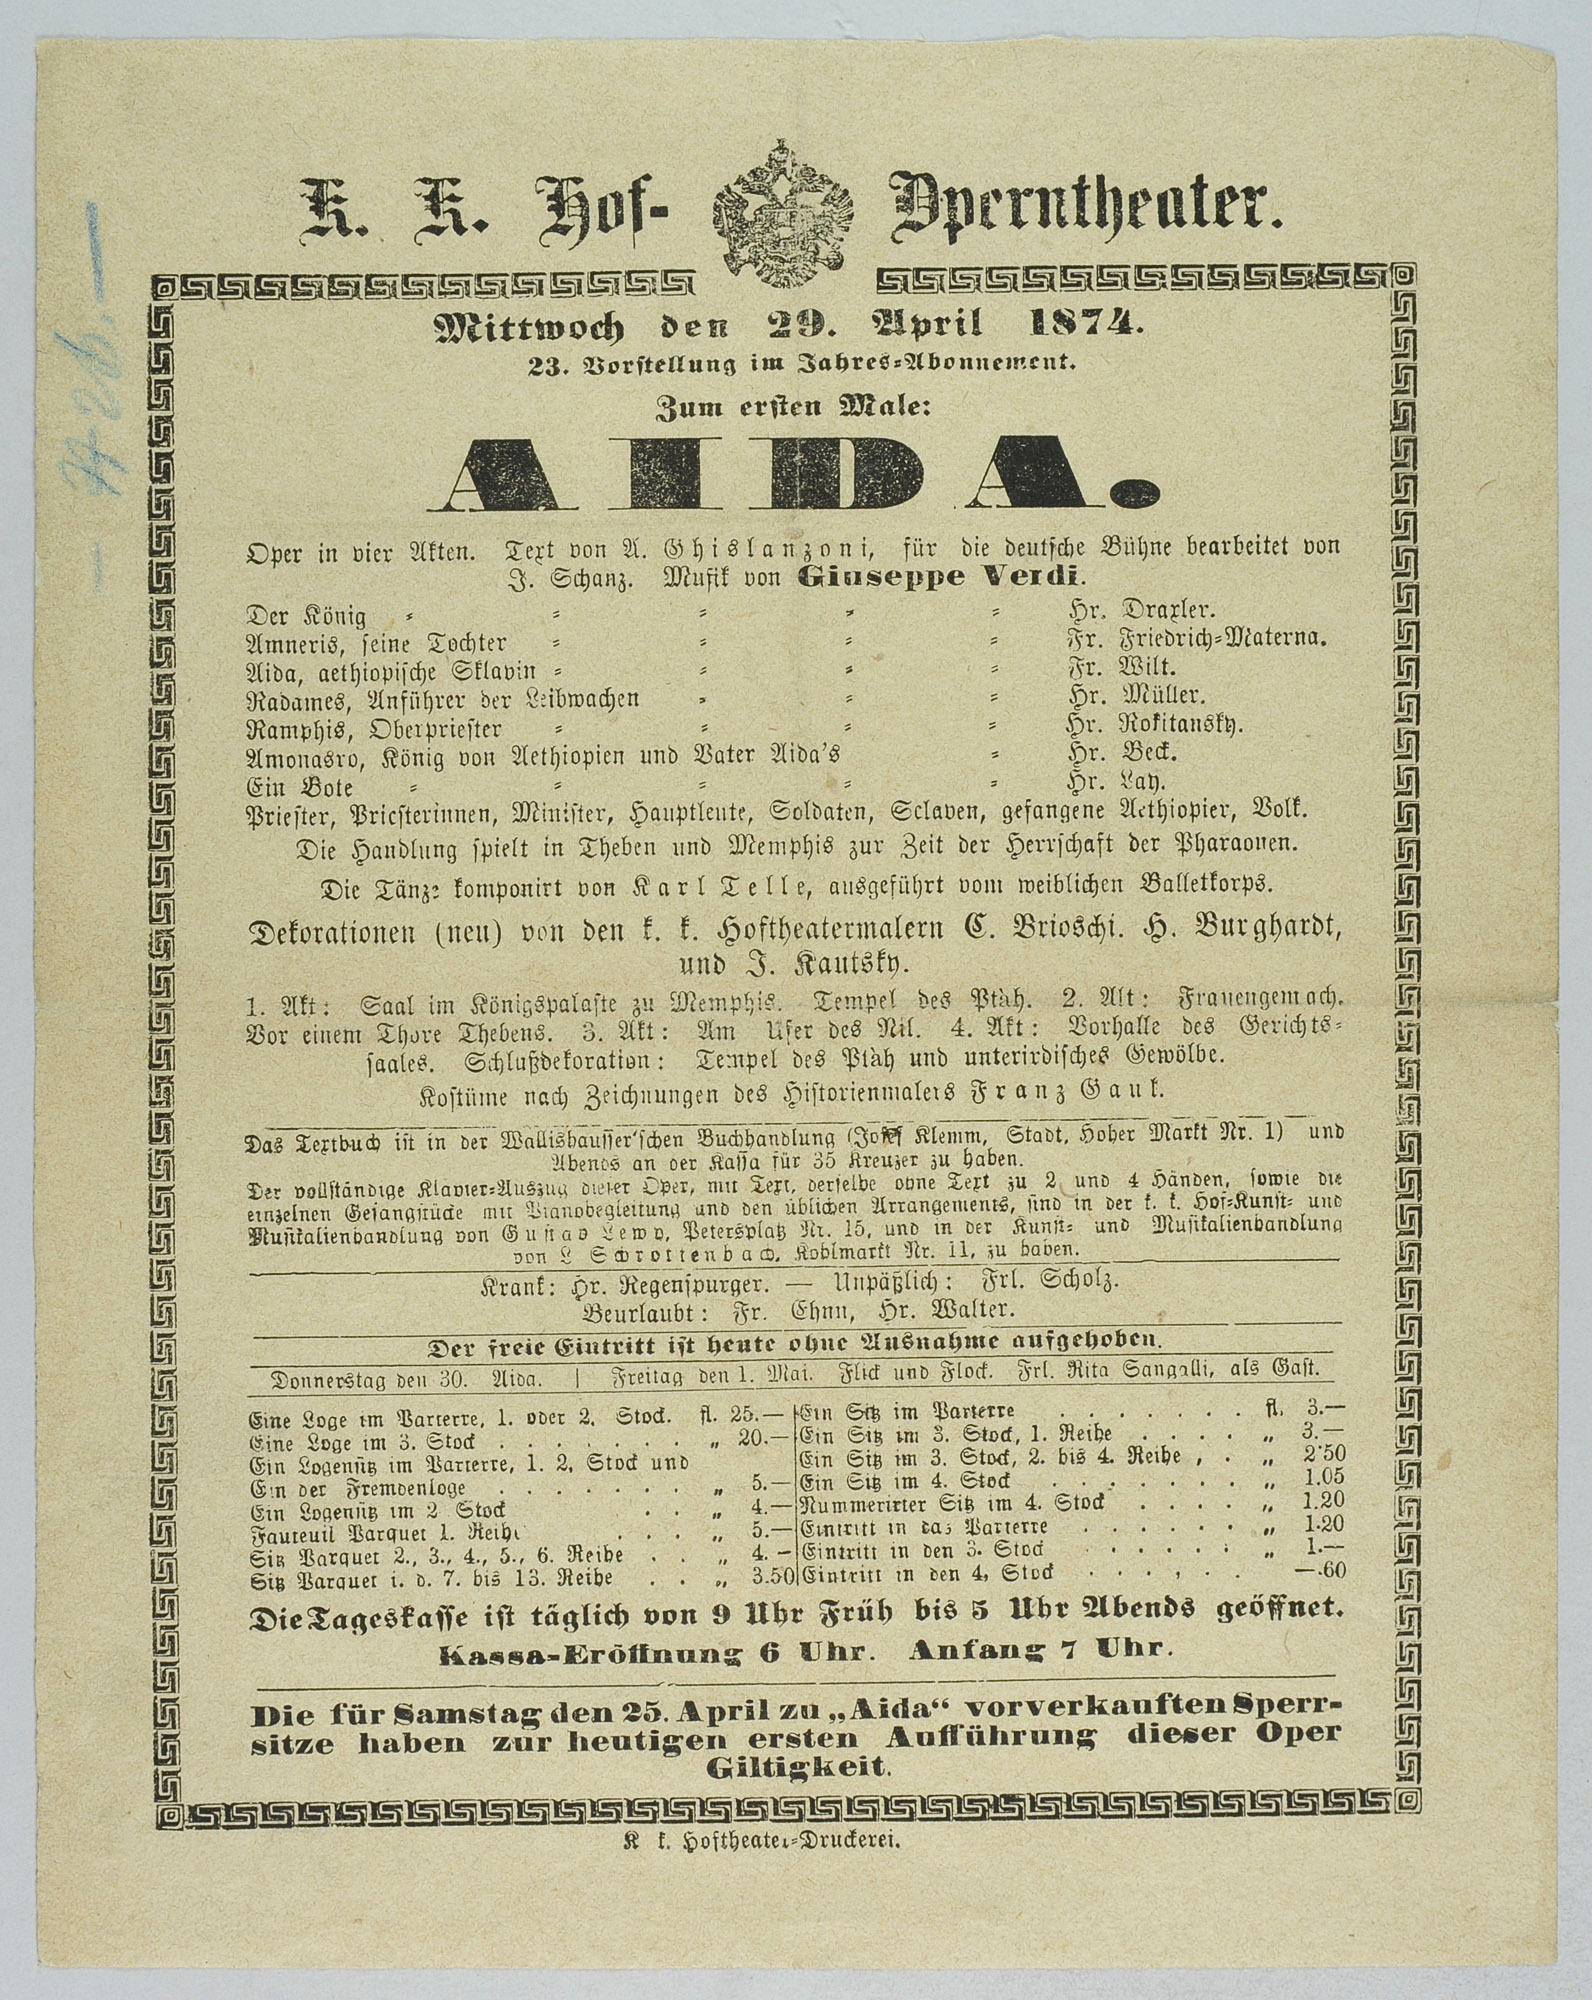 K. K. Hof- Operntheater.
Mittwoch den 29. April 1874.
23. Vorstellung im Jahres-Abonnement.
Zum ersten Male:
AIDA.
Oper in vier Akten. Text von A. Ghislanzoni, für die deutsche Bühne bearbeitet von
J. Schanz. Musik von Giuseppe Verdi.
Der König - - - - - Hr. Draxler.
Amneris, seine Tochter - - - - Fr. Friedrich-Materna.
Aida, aethiopische Sklavin - - - - Fr. Wilt.
Radames, Anführer der Leibwachen - - - Hr. Müller.
Ramphis, Oberpriester - - - - Hr. Rokitansky.
Amonasro, König von Aethiopien und Vater Aida's - Hr. Beck.
Ein Bote - - - - - Hr. Lay.
Priester, Priesterinnen, Minister, Hauptleute, Soldaten, Sclaven, gefangene Aethiopier, Volk.
Die Handlung spielt in Theben und Memphis zur Zeit der Herrschaft der Pharaonen.
Die Tänze komponirt von Karl Telle, ausgeführt vom weiblichen Balletkorps.
Dekorationen (neu) von den k. k. Hoftheatermalern C. Brioschi. H. Burghardt,
und J. Kautsky.
1. Akt: Saal im Königspalaste zu Memphis. Tempel des Ptàh. 2. Alt: Frauengemach.
Vor einem Thore Thebens. 3. Akt: Am Ufer des Nil. 4. Akt: Vorhalle des Gerichts-
saales. Schlußdekoration: Tempel des Ptàh und unterirdisches Gewölbe.
Kostüme nach Zeichnungen des Historienmalers Franz Gauk.
Das Textbuch ist in der Wallishausser'schen Buchhandlung (Josef Klemm, Stadt, Hoher Markt Nr. 1) und
Abends an der Kassa für 35 Kreuzer zu haben.
Der vollständige Klavier-Auszug dieser Oper, mit Text, derselbe ohne Text zu 2 und 4 Händen, sowie die
einzelnen Gesangstücke mit Pianobegleitung und den üblichen Arrangements, sind in der k. k. Hof-Kunst- und
Musikalienhandlung von Gustav Lewy, Petersplatz Nr. 15, und in der Kunst- und Musikalienhandlung
von L Schrottenbach, Kohlmarkt Nr. 11, zu haben.
Krank: Hr. Regenspurger. — Unpäßlich: Frl. Scholz.
Beurlaubt: Fr. Ehnn, Hr. Walter.
Der freie Eintritt ist heute ohne Ausnahme aufgehoben.
Donnerstag den 30. Aida. | Freitag den 1. Mai. Flick und Flock. Frl. Rita Sangalli, als Gast.
Eine Loge im Parterre, 1. oder 2. Stock. fl. 25.—
Eine Loge im 3. Stock . . . . . . . „ 20.—
Ein Logensitz im Parterre, 1. 2. Stock und
Ein der Fremdenloge . . . . . . . „ 5.—
Ein Logensitz im 2 Stock . . „ 4.—
Fauteuil Parquet 1. Reihe . . . „ 5.—
Sitz Parquet 2., 3., 4., 5., 6. Reihe . . „ 4.-
Sitz Parquet i. d. 7. bis 13. Reihe . . „ 3.50
Ein Sitz im Parterre . . . . . . . fl. 3.—
Ein Sitz im 3. Stock, 1. Reihe . . . . „ 3.—
Ein Sitz im 3. Stock, 2. bis 4. Reihe , . „ 2.50
Ein Sitz im 4. Stock . . . . . . . „ 1.05
Nummerirter Sitz im 4. Stock . . . . „ 1.20
Eintritt in das Parterre . . . . . . „ 1.20
Eintritt in den 3. Stock . . . . . . „ 1.—
Eintritt in den 4, Stock . . . . . . —.60
Die Tageskasse ist täglich von 9 Uhr Früh bis 5 Uhr Abends geöffnet.
Kassa-Eröffnung 6 Uhr. Anfang 7 Uhr.
Die für Samstag den 25. April zu „Aida“ vorverkauften Sperr-
sitze haben zur heutigen ersten Aufführung dieser Oper
Giltigkeit.
K k. Hoftheater-Druckerei.